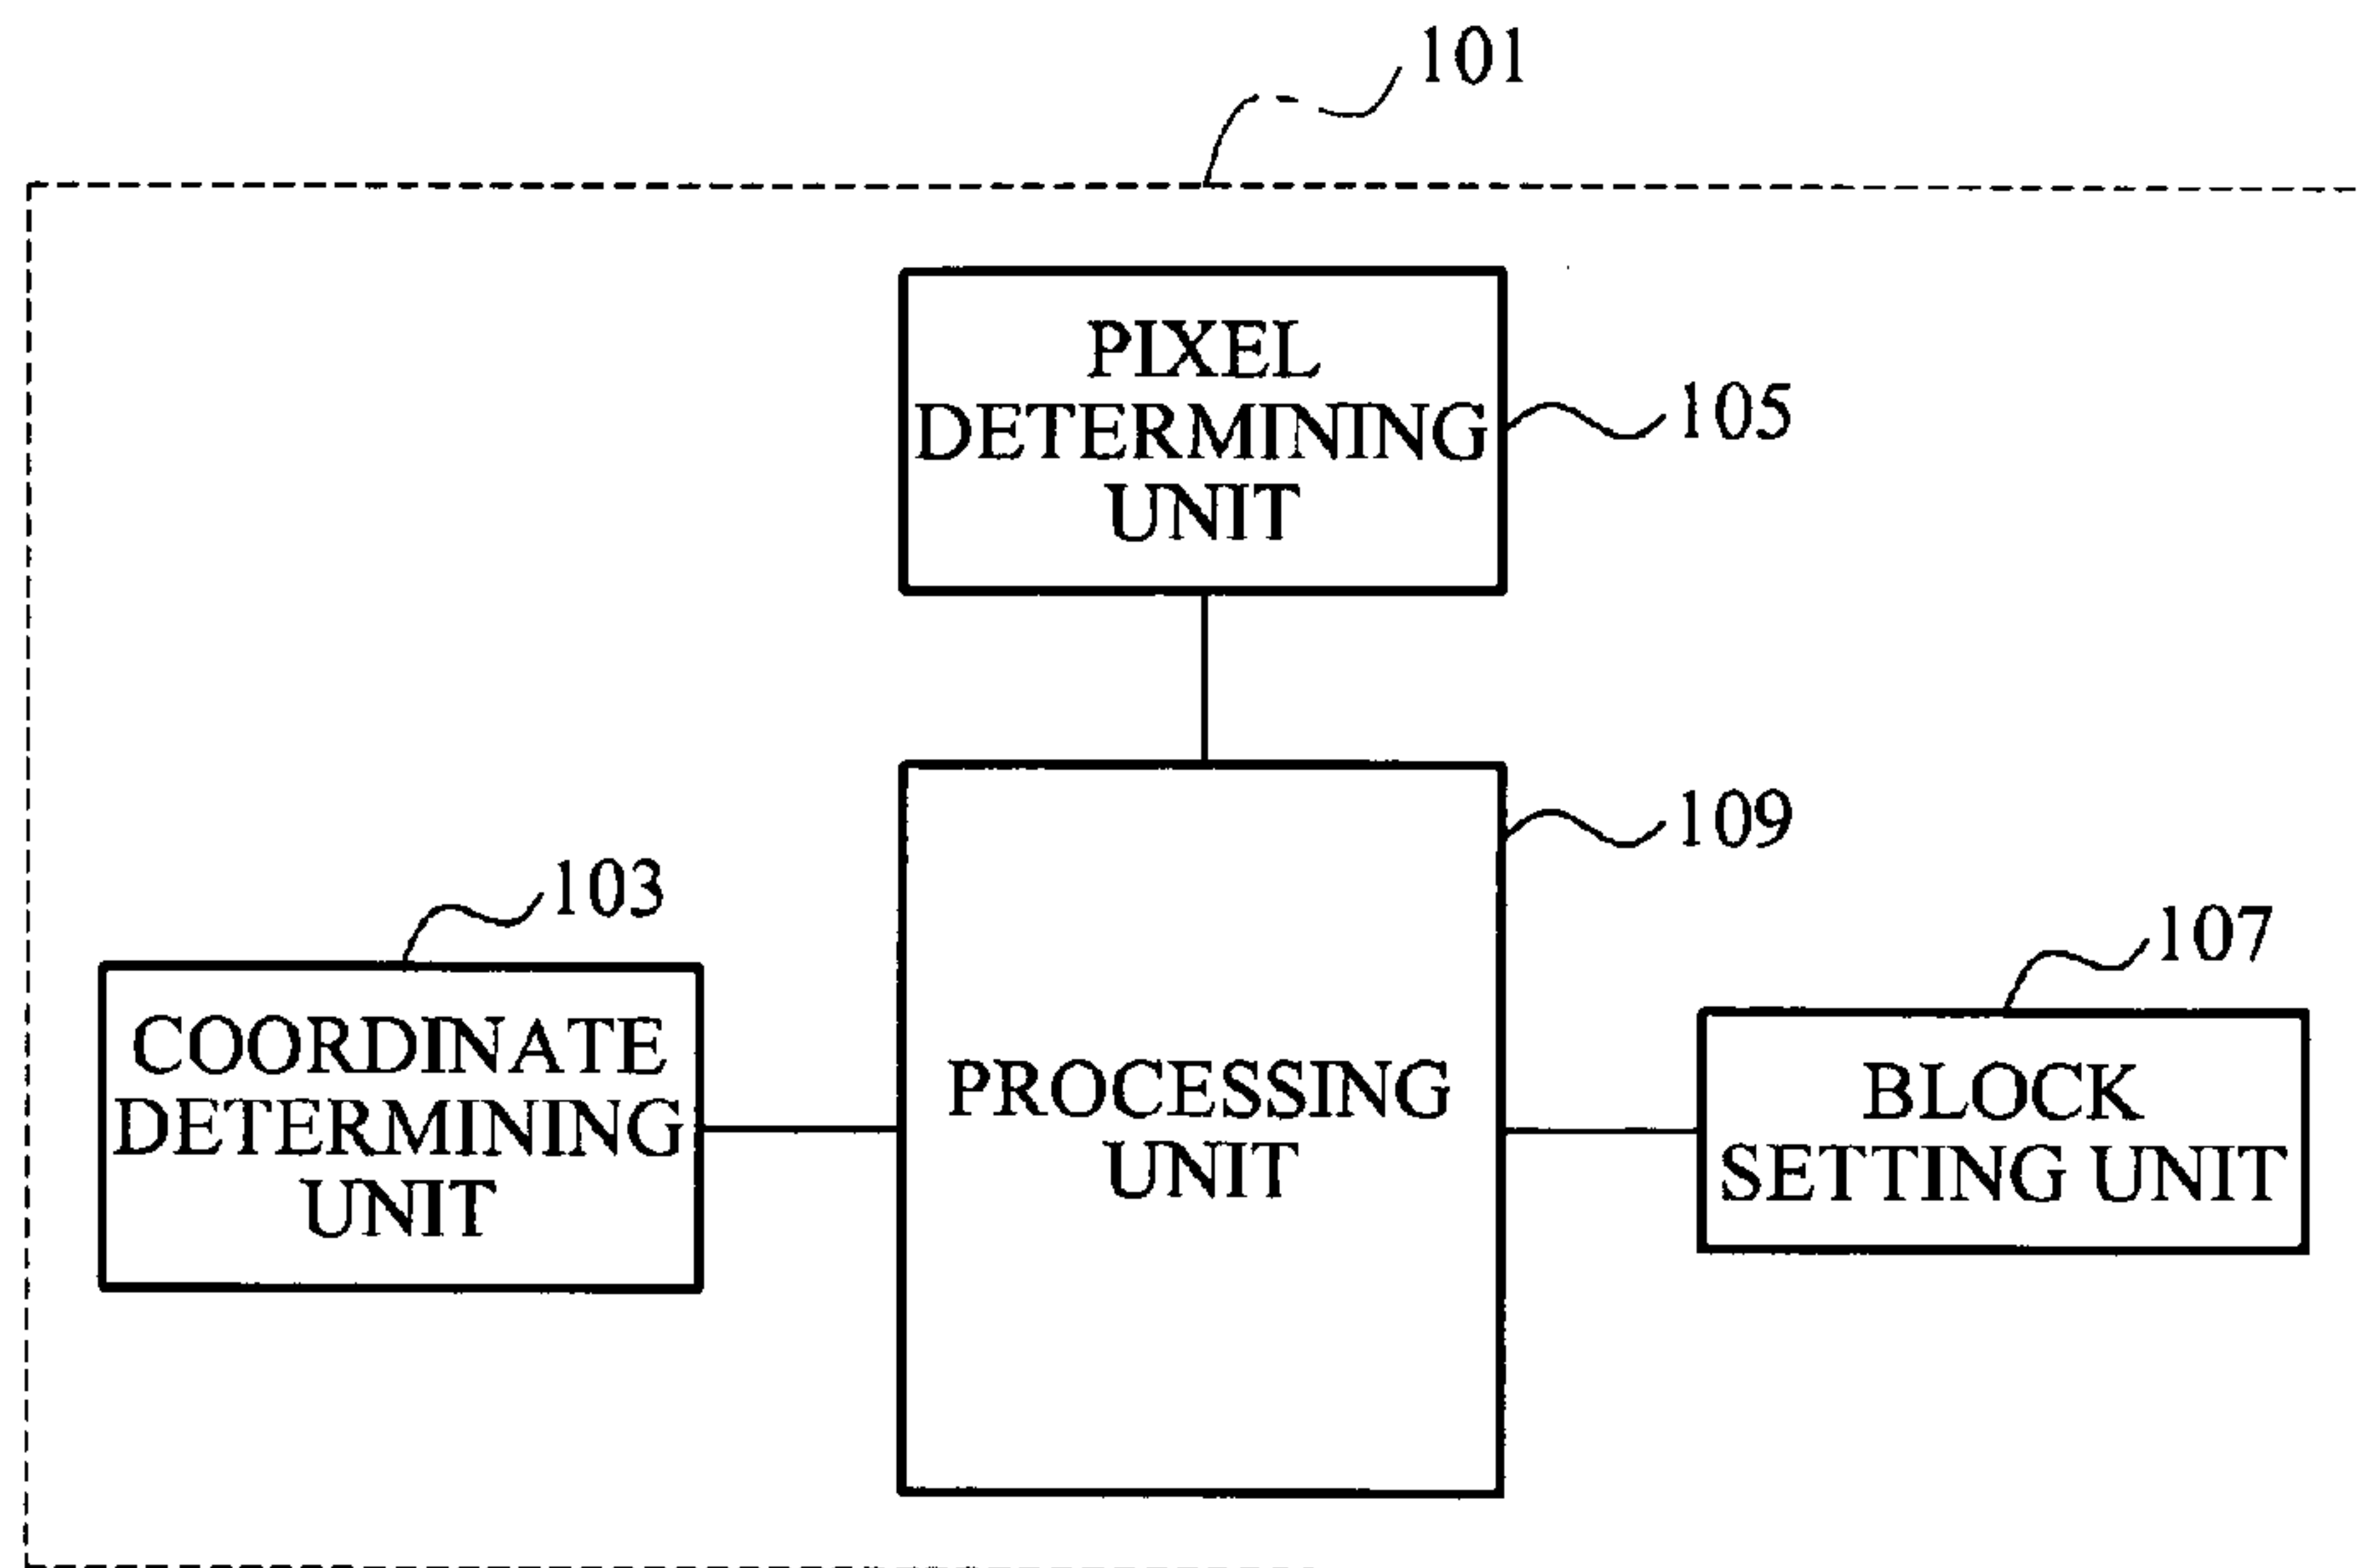 101
PIXEL
DETERMINING
UNIT
105
109
103
107
COORDINATE
DETERMINING
UNIT
PROCESSING
UNIT
BLOCK
SETTING UNIT